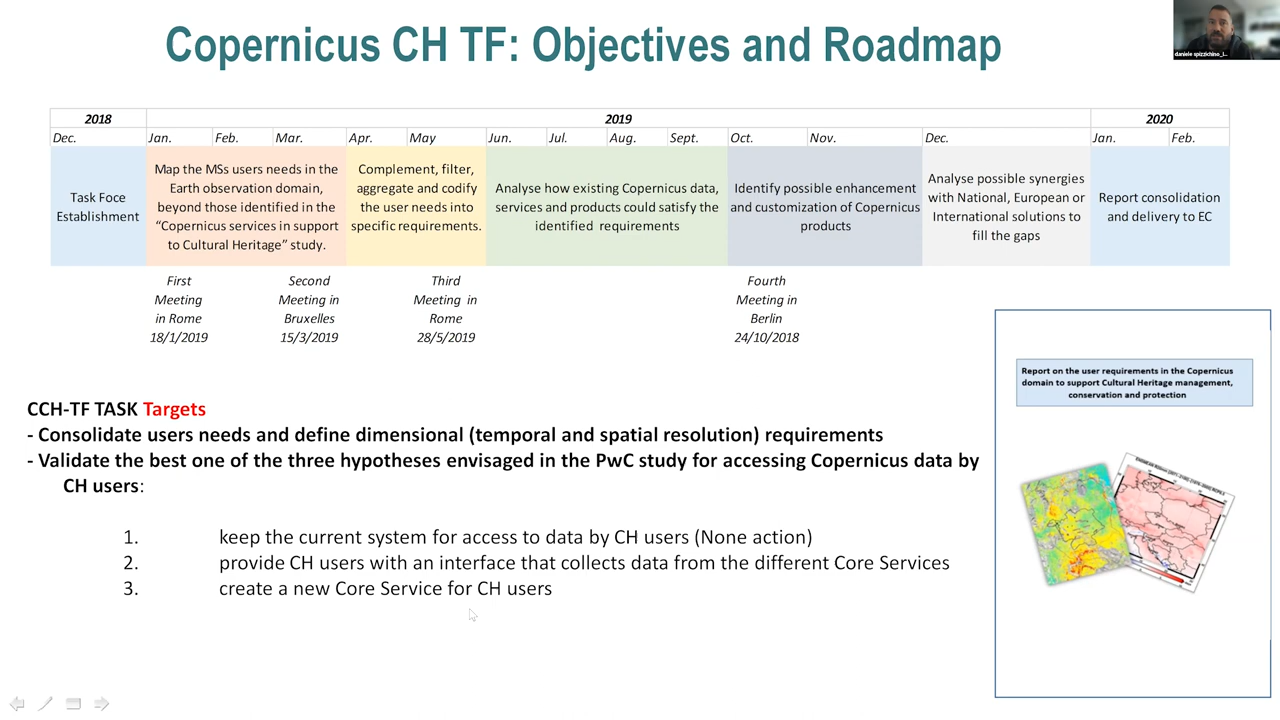 Copernicus CH TF: Objectives and Roadmap
daniele spizzichino_I...
2018
2019
2020
Dec.
Jan.
Feb.
Mar.
Apr.
May
Jun.
Jul.
Aug.
Sept.
Oct.
Nov.
Dec.
Jan.
Feb.
Task Foce
Establishment
Map the MSs users needs in the
Earth observation domain,
beyond those identified in the
“Copernicus services in support
to Cultural Heritage” study.
Complement, filter,
aggregate and codify
the user needs into
specific requirements.
Analyse how existing Copernicus data,
services and products could satisfy the
identified requirements
Identify possible enhancement
and customization of Copernicus
products
Analyse possible synergies
with National, European or
International solutions to
fill the gaps
Report consolidation
and delivery to EC
First
Meeting
in Rome
18/1/2019
Second
Meeting in
Bruxelles
15/3/2019
Third
Meeting in
Rome
28/5/2019
Fourth
Meeting in
Berlin
24/10/2018
CCH-TF TASK Targets
- Consolidate users needs and define dimensional (temporal and spatial resolution) requirements
- Validate the best one of the three hypotheses envisaged in the PwC study for accessing Copernicus data by
CH users:
1. keep the current system for access to data by CH users (None action)
2. provide CH users with an interface that collects data from the different Core Services
3. create a new Core Service for CH users
Report on the user requirements in the Copernicus
domain to support Cultural Heritage management,
conservation and protection